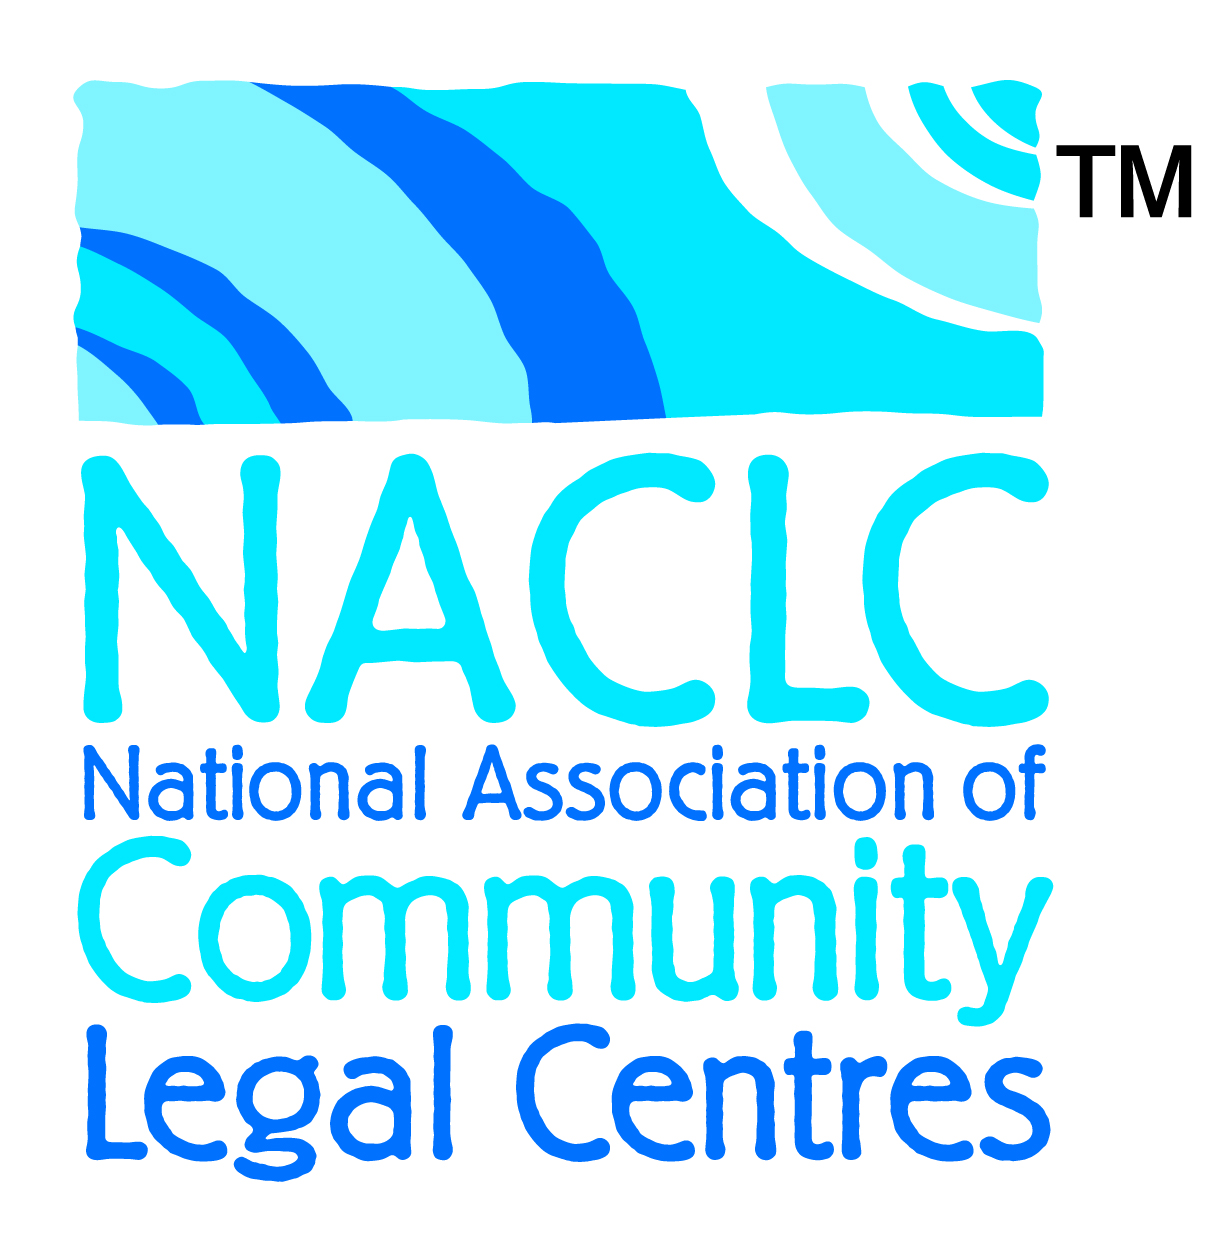 TM
NACLC
National Association of
Community
Legal Centres